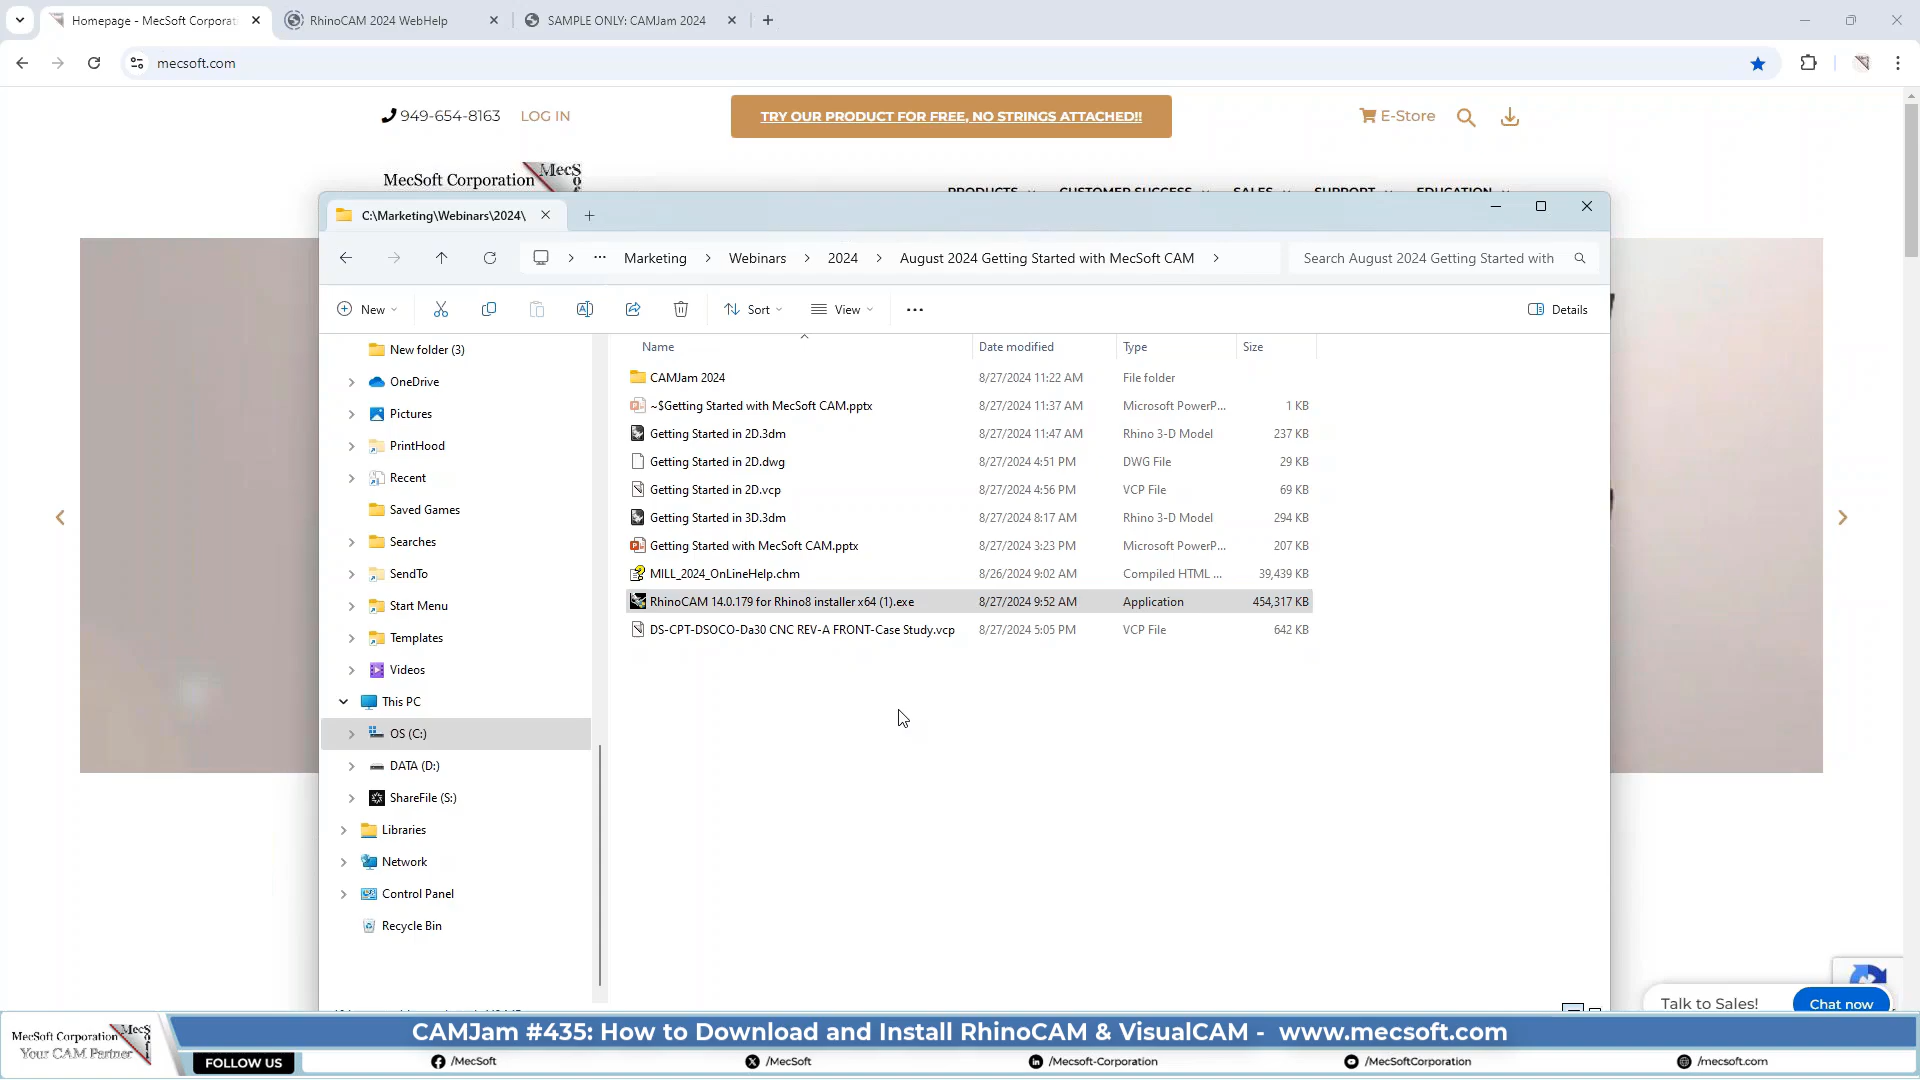 Homepage - MecSoft Corporat
RhinoCAM 2024 WebHelp
SAMPLE ONLY: CAMJam 2024
mecsoft.com
949-654-8163
LOG IN
TRY OUR PRODUCT FOR FREE, NO STRINGS ATTACHED!!
E-Store
MecSoft Corporation
MecS
PRODUCTS
CUSTOMER SUCCESS
SALES
SUPPORT
EDUCATION
C:\Marketing\Webinars\2024\
Marketing
Webinars
2024
August 2024 Getting Started with MecSoft CAM
Search August 2024 Getting Started with
New
Sort
View
Details
Name
Date modified
Type
Size
New folder (3)
OneDrive
Pictures
PrintHood
Recent
Saved Games
Searches
SendTo
Start Menu
Templates
Videos
This PC
OS (C:)
DATA (D:)
ShareFile (S:)
Libraries
Network
Control Panel
Recycle Bin
CAMJam 2024 8/27/2024 11:22 AM File folder
~$Getting Started with MecSoft CAM.pptx 8/27/2024 11:37 AM Microsoft PowerP... 1 KB
Getting Started in 2D.3dm 8/27/2024 11:47 AM Rhino 3-D Model 237 KB
Getting Started in 2D.dwg 8/27/2024 4:51 PM DWG File 29 KB
Getting Started in 2D.vcp 8/27/2024 4:56 PM VCP File 69 KB
Getting Started in 3D.3dm 8/27/2024 8:17 AM Rhino 3-D Model 294 KB
Getting Started with MecSoft CAM.pptx 8/27/2024 3:23 PM Microsoft PowerP... 207 KB
MILL_2024_OnLineHelp.chm 8/26/2024 9:02 AM Compiled HTML ... 39,439 KB
RhinoCAM 14.0.179 for Rhino8 installer x64 (1).exe 8/27/2024 9:52 AM Application 454,317 KB
DS-CPT-DSOCO-Da30 CNC REV-A FRONT-Case Study.vcp 8/27/2024 5:05 PM VCP File 642 KB
Talk to Sales!
Chat now
MecSoft Corporation
Your CAM Partner
CAMJam #435: How to Download and Install RhinoCAM & VisualCAM - www.mecsoft.com
FOLLOW US
/MecSoft
/MecSoft
/Mecsoft-Corporation
/MecSoftCorporation
/mecsoft.com